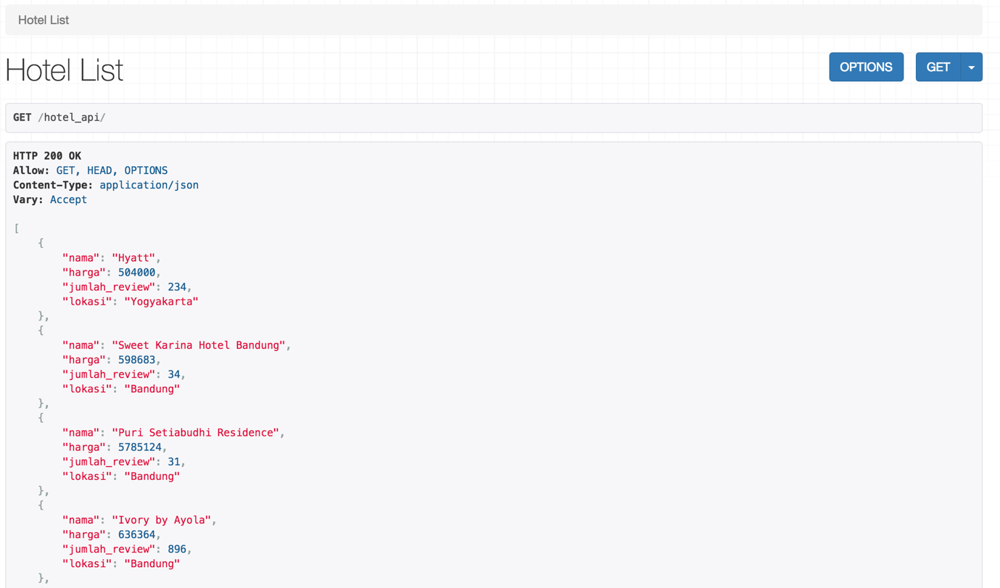 Hotel List
Hotel List
OPTIONS
GET
GET /hotel_api/
HTTP 200 OK
Allow: GET, HEAD, OPTIONS
Content-Type: application/json
Vary: Accept
[
    {
        "nama": "Hyatt",
        "harga": 504000,
        "jumlah_review": 234,
        "lokasi": "Yogyakarta"
    },
    {
        "nama": "Sweet Karina Hotel Bandung",
        "harga": 598683,
        "jumlah_review": 34,
        "lokasi": "Bandung"
    },
    {
        "nama": "Puri Setiabudhi Residence",
        "harga": 5785124,
        "jumlah_review": 31,
        "lokasi": "Bandung"
    },
    {
        "nama": "Ivory by Ayola",
        "harga": 636364,
        "jumlah_review": 896,
        "lokasi": "Bandung"
    },